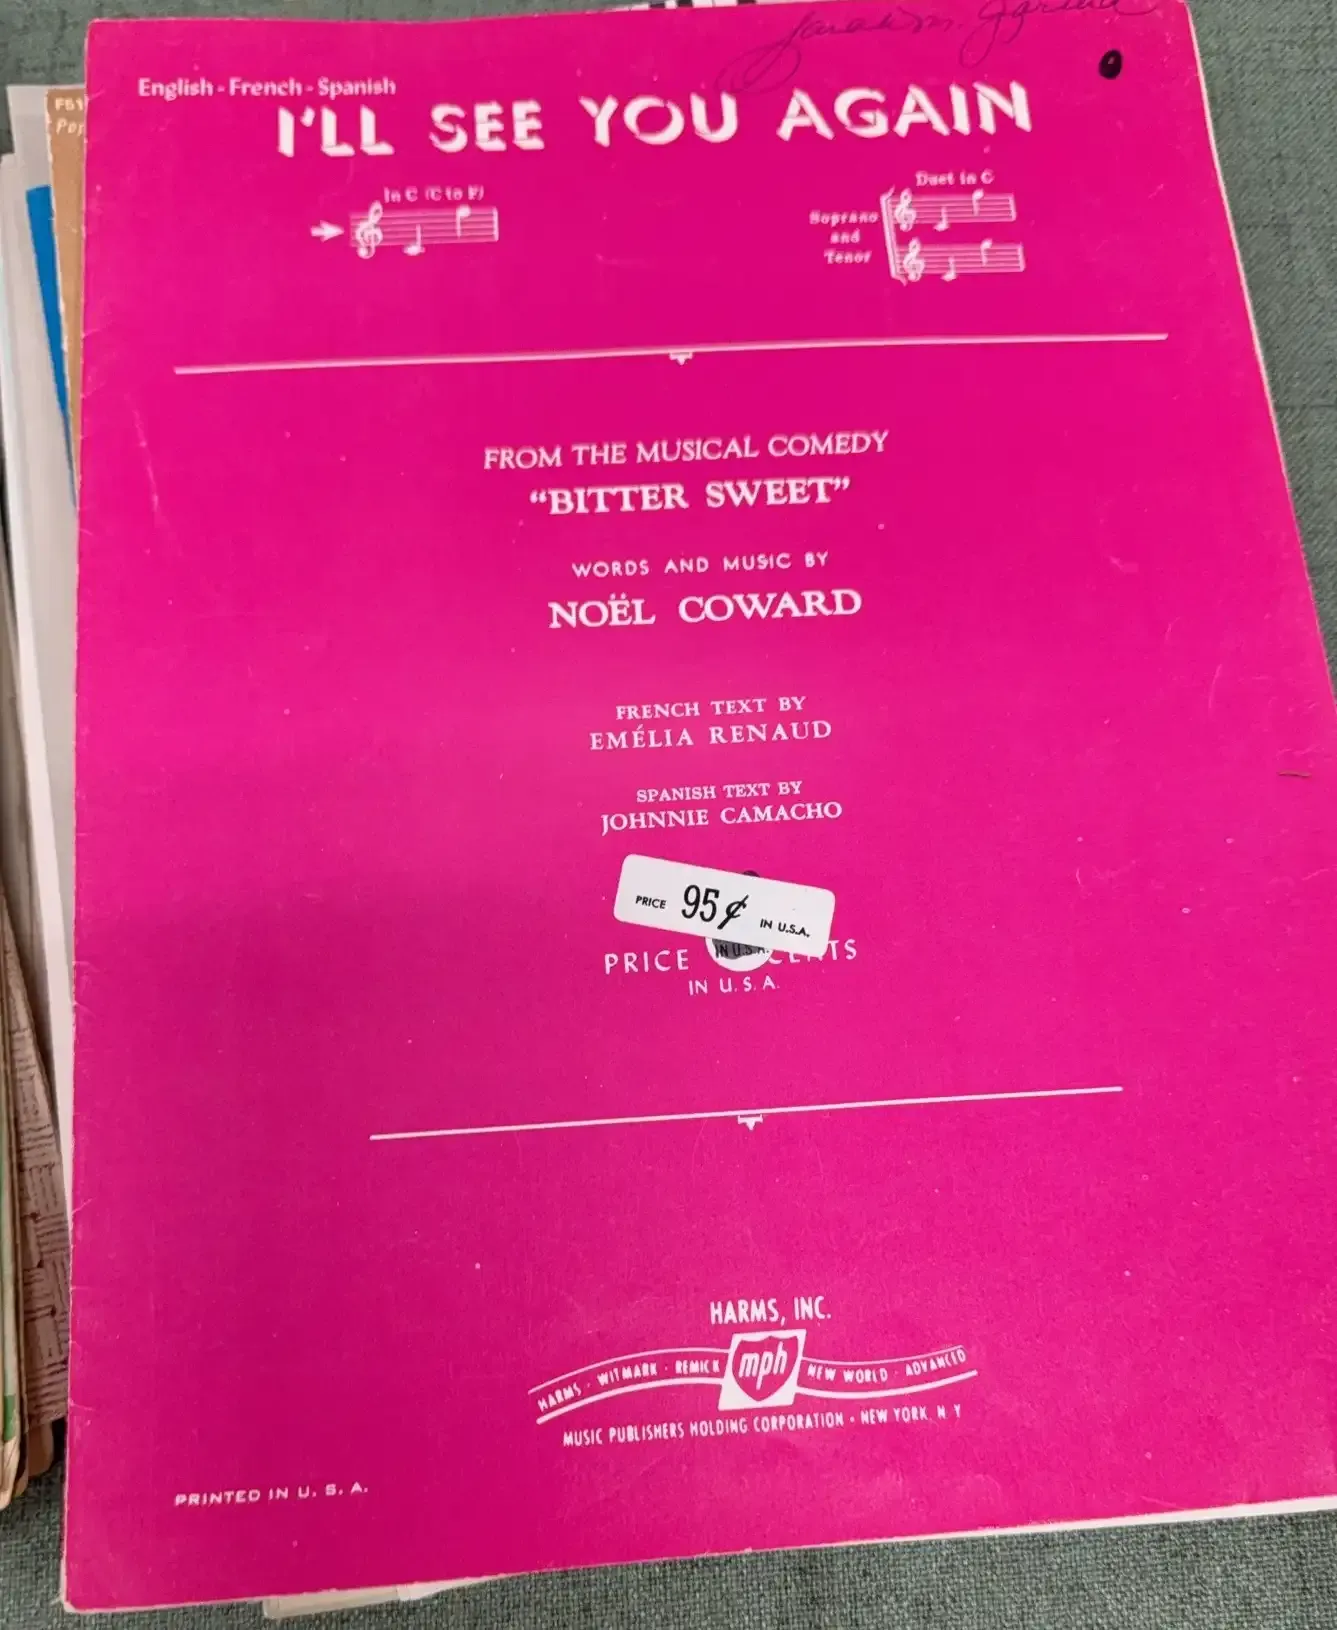 English - French - Spanish
I'LL SEE YOU AGAIN
In C (C to F)
Duet in C
Soprano
and
Tenor
FROM THE MUSICAL COMEDY
"BITTER SWEET"
WORDS AND MUSIC BY
NOËL COWARD
FRENCH TEXT BY
EMÉLIA RENAUD
SPANISH TEXT BY
JOHNNIE CAMACHO
PRICE 95¢ IN U.S.A.
IN U.S.A.
PRICE CENTS
IN U. S. A.
HARMS, INC.
HARMS · WITMARK · REMICK mph NEW WORLD · ADVANCED
MUSIC PUBLISHERS HOLDING CORPORATION · NEW YORK, N. Y
PRINTED IN U. S. A.